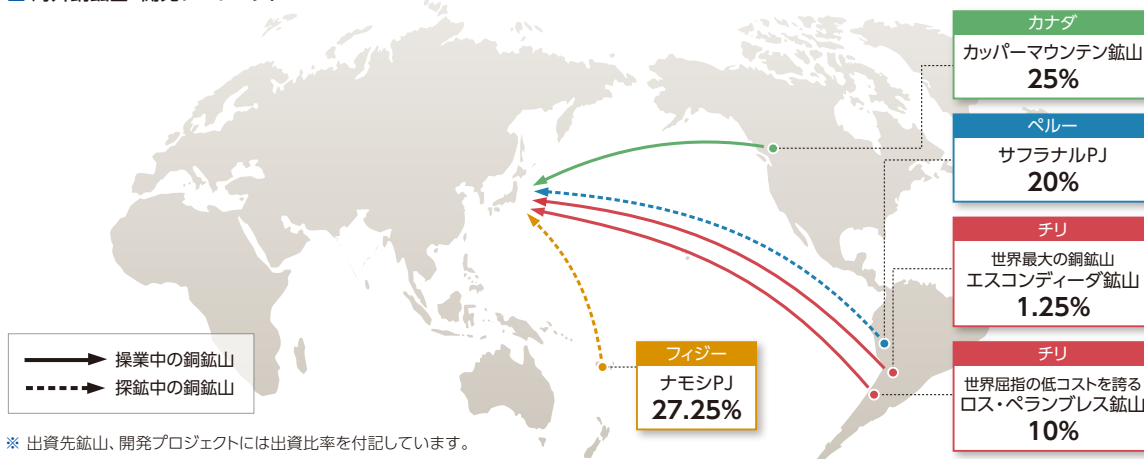 カナダ
カッパーマウンテン鉱山
25%
ペルー
サフラナルPJ
20%
チリ
世界最大の銅鉱山
エスコンディーダ鉱山
1.25%
チリ
世界屈指の低コストを誇る
ロス・ペランブレス鉱山
10%
フィジー
ナモシPJ
27.25%
操業中の銅鉱山
探鉱中の銅鉱山
※ 出資先鉱山、開発プロジェクトには出資比率を付記しています。